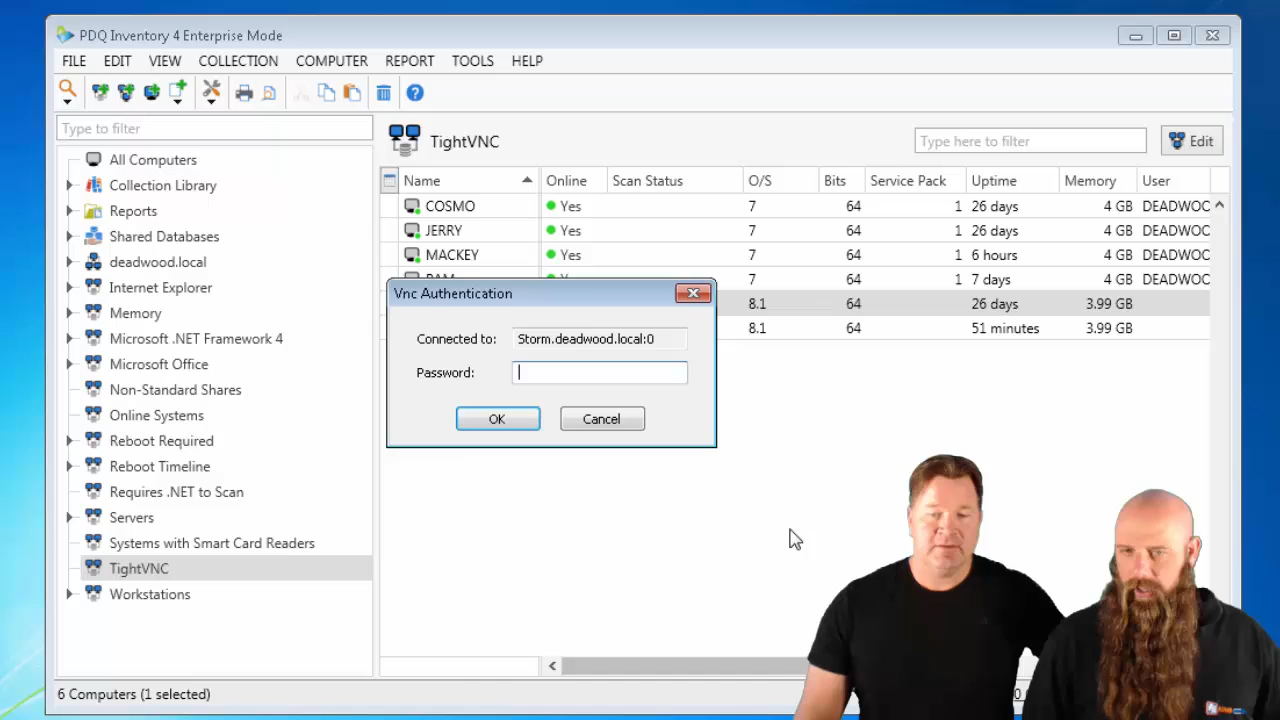 PDQ Inventory 4 Enterprise Mode
FILE EDIT VIEW COLLECTION COMPUTER REPORT TOOLS HELP
Type to filter
All Computers
Collection Library
Reports
Shared Databases
deadwood.local
Internet Explorer
Memory
Microsoft .NET Framework 4
Microsoft Office
Non-Standard Shares
Online Systems
Reboot Required
Reboot Timeline
Requires .NET to Scan
Servers
Systems with Smart Card Readers
TightVNC
Workstations
TightVNC
Type here to filter
Edit
Name Online Scan Status O/S Bits Service Pack Uptime Memory User
COSMO Yes 7 64 1 26 days 4 GB DEADWOC
JERRY Yes 7 64 1 23 days 4 GB DEADWOC
MACKEY Yes 7 64 1 6 hours 4 GB DEADWOC
7 64 1 7 days 4 GB DEADWOC
8.1 64 26 days 3.99 GB
8.1 64 51 minutes 3.99 GB
Vnc Authentication
Connected to: Storm.deadwood.local:0
Password:
OK Cancel
6 Computers (1 selected)